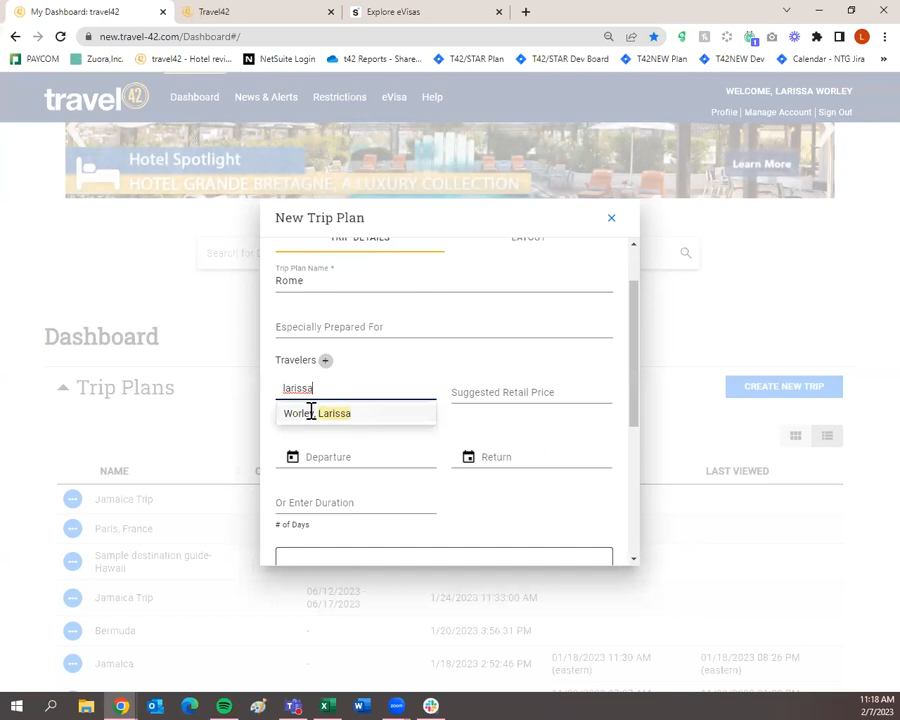 My Dashboard: travel42
Travel42
Explore eVisas
new.travel-42.com/Dashboard#/
PAYCOM
Zuora,Inc.
travel42 - Hotel revi...
NetSuite Login
t42 Reports - Share...
T42/STAR Plan
T42/STAR Dev Board
T42NEW Plan
T42NEW Dev
Calendar - NTG Jira
travel 42
Dashboard
News & Alerts
Restrictions
eVisa
Help
WELCOME, LARISSA WORLEY
Profile | Manage Account | Sign Out
Hotel Spotlight
HOTEL GRANDE BRETAGNE, A LUXURY COLLECTION
Learn More
New Trip Plan
TRIP DETAILS
LAYOUT
Search for D
Trip Plan Name *
Rome
Especially Prepared For
Dashboard
Travelers +
Trip Plans
CREATE NEW TRIP
larissa
Suggested Retail Price
Worley, Larissa
Departure
Return
NAME
LAST VIEWED
Jamaica Trip
Or Enter Duration
# of Days
Paris, France
Sample destination guide-
Hawaii
Jamaica Trip
06/12/2023 -
06/17/2023
1/24/2023 11:33:00 AM
Bermuda
-
1/20/2023 3:56:31 PM
Jamaica
-
1/18/2023 2:52:46 PM
01/18/2023 11:30 AM
(eastern)
01/18/2023 08:26 PM
(eastern)
11:18 AM
2/7/2023